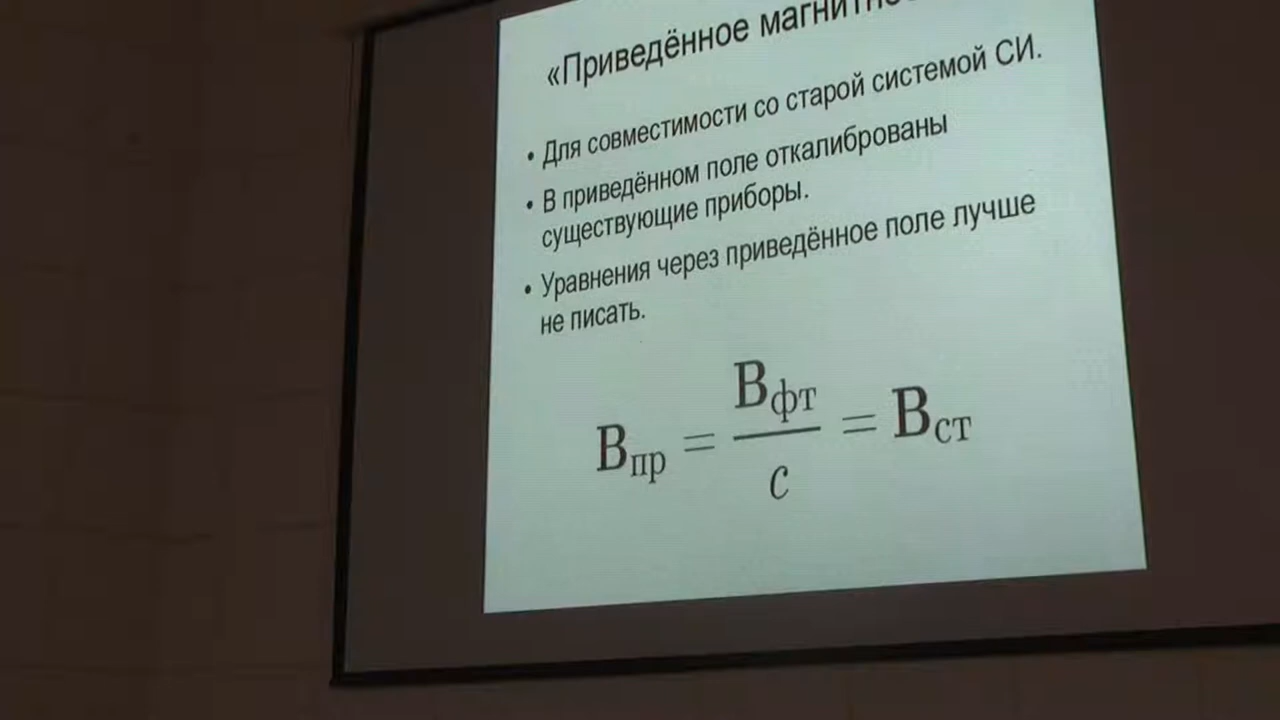 «Приведённое
• Для совместимости со старой системой СИ.
• В приведённом поле откалиброваны
существующие приборы.
• Уравнения через приведённое поле лучше
не писать.
Bпр = Bфт / c = Bст